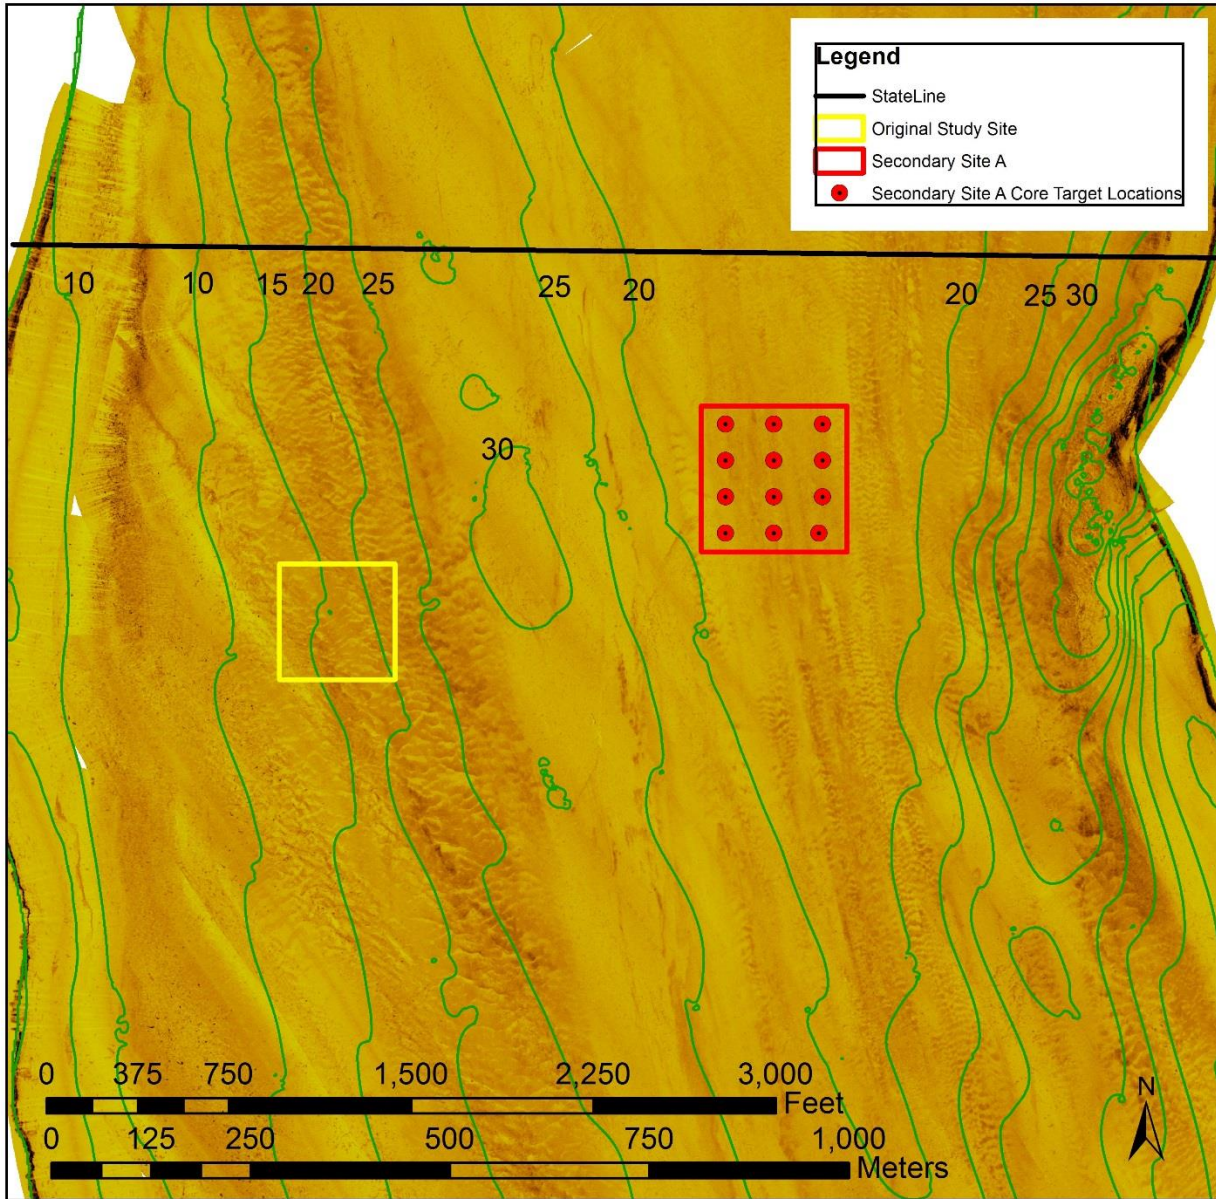 Legend
StateLine
Original Study Site
Secondary Site A
Secondary Site A Core Target Locations
10 10 15 20 25 25 20 20 25 30
30
0 375 750 1,500 2,250 3,000
Feet
0 125 250 500 750 1,000
Meters
N